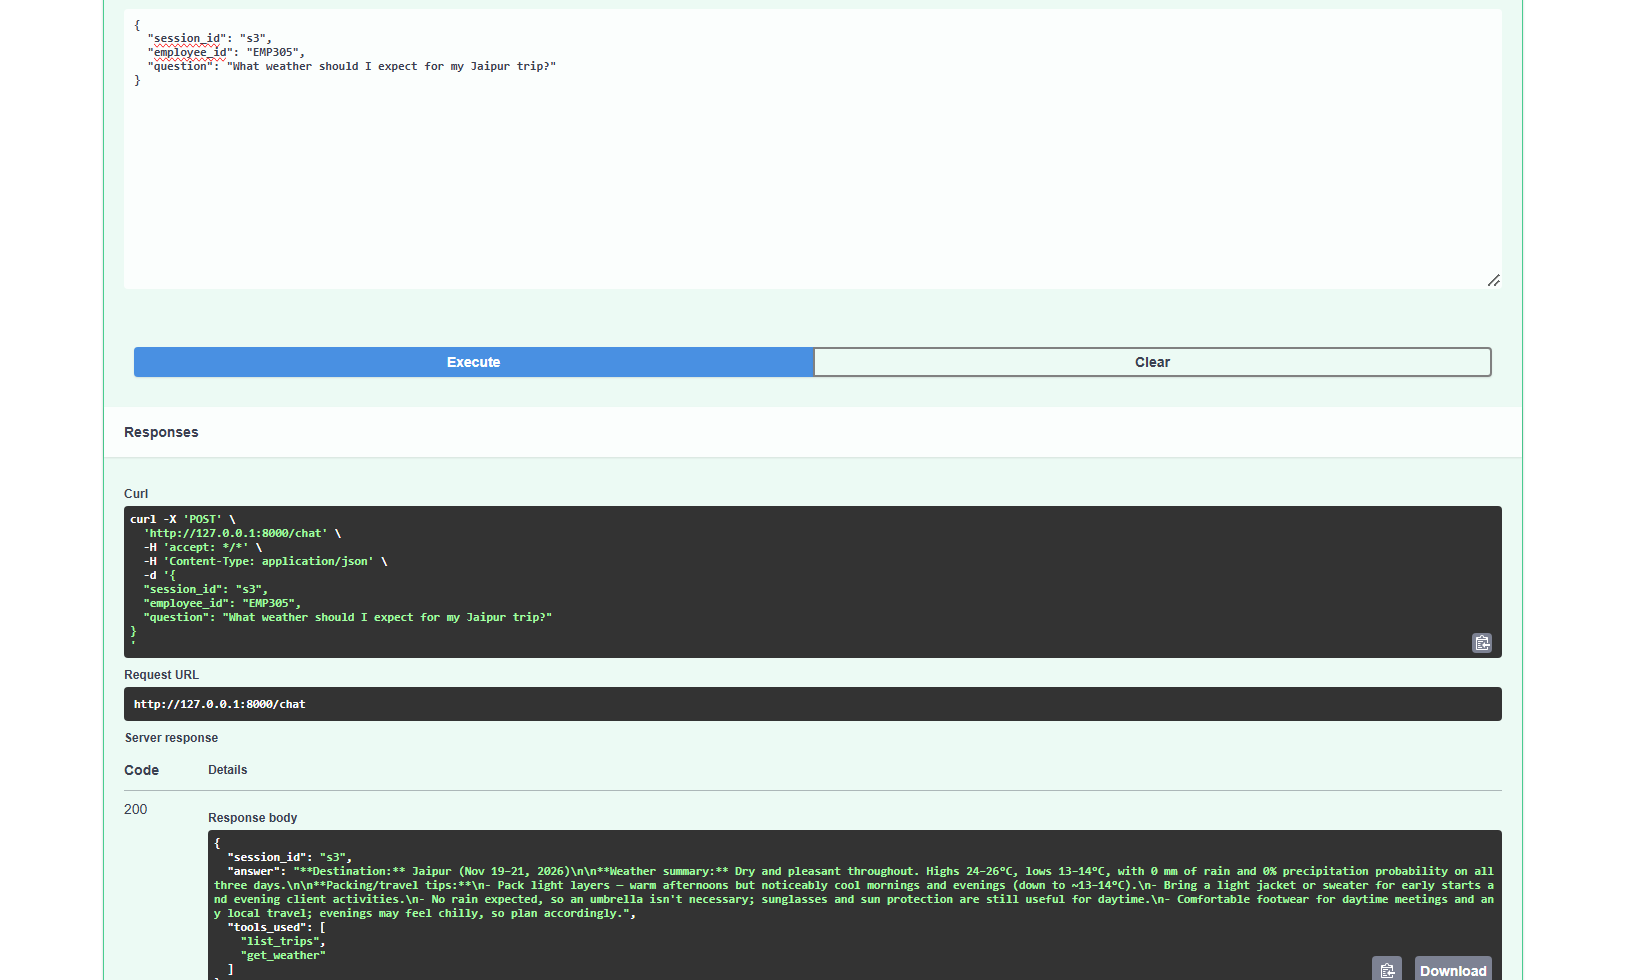 {
  "session_id": "s3",
  "employee_id": "EMP305",
  "question": "What weather should I expect for my Jaipur trip?"
}
Execute
Clear
Responses
Curl
curl -X 'POST' \
  'http://127.0.0.1:8000/chat' \
  -H 'accept: */*' \
  -H 'Content-Type: application/json' \
  -d '{
  "session_id": "s3",
  "employee_id": "EMP305",
  "question": "What weather should I expect for my Jaipur trip?"
}
'
Request URL
http://127.0.0.1:8000/chat
Server response
Code Details
200
Response body
{
  "session_id": "s3",
  "answer": "**Destination:** Jaipur (Nov 19–21, 2026)\n\n**Weather summary:** Dry and pleasant throughout. Highs 24–26°C, lows 13–14°C, with 0 mm of rain and 0% precipitation probability on all
three days.\n\n**Packing/travel tips:**\n- Pack light layers — warm afternoons but noticeably cool mornings and evenings (down to ~13–14°C).\n- Bring a light jacket or sweater for early starts a
nd evening client activities.\n- No rain expected, so an umbrella isn't necessary; sunglasses and sun protection are still useful for daytime.\n- Comfortable footwear for daytime meetings and an
y local travel; evenings may feel chilly, so plan accordingly.",
  "tools_used": [
    "list_trips",
    "get_weather"
  ]
Download